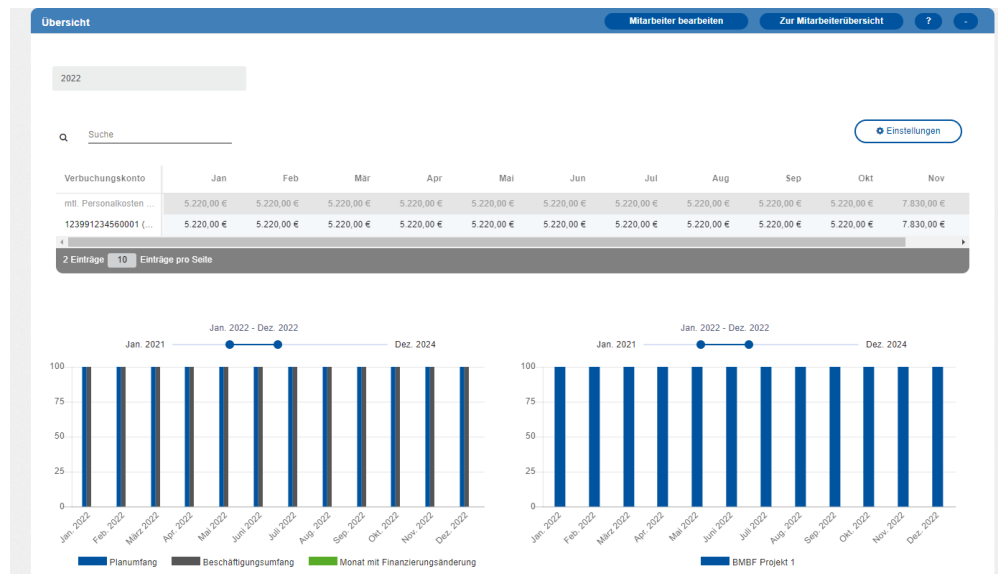 Übersicht Mitarbeiter bearbeiten Zur Mitarbeiterübersicht ? -
2022
Suche Einstellungen
Verbuchungskonto Jan Feb Mär Apr Mai Jun Jul Aug Sep Okt Nov
mtl. Personalkosten ... 5.220,00 € 5.220,00 € 5.220,00 € 5.220,00 € 5.220,00 € 5.220,00 € 5.220,00 € 5.220,00 € 5.220,00 € 5.220,00 € 7.830,00 €
123991234560001 (... 5.220,00 € 5.220,00 € 5.220,00 € 5.220,00 € 5.220,00 € 5.220,00 € 5.220,00 € 5.220,00 € 5.220,00 € 5.220,00 € 7.830,00 €
2 Einträge 10 Einträge pro Seite
Jan. 2022 - Dez. 2022
Jan. 2021 Dez. 2024
100
75
50
25
0
Jan. 2022 Feb. 2022 März 2022 Apr. 2022 Mai 2022 Juni 2022 Juli 2022 Aug. 2022 Sep. 2022 Okt. 2022 Nov. 2022 Dez. 2022
Planumfang Beschäftigungsumfang Monat mit Finanzierungsänderung
Jan. 2022 - Dez. 2022
Jan. 2021 Dez. 2024
100
75
50
25
0
Jan. 2022 Feb. 2022 März 2022 Apr. 2022 Mai 2022 Juni 2022 Juli 2022 Aug. 2022 Sep. 2022 Okt. 2022 Nov. 2022 Dez. 2022
BMBF Projekt 1